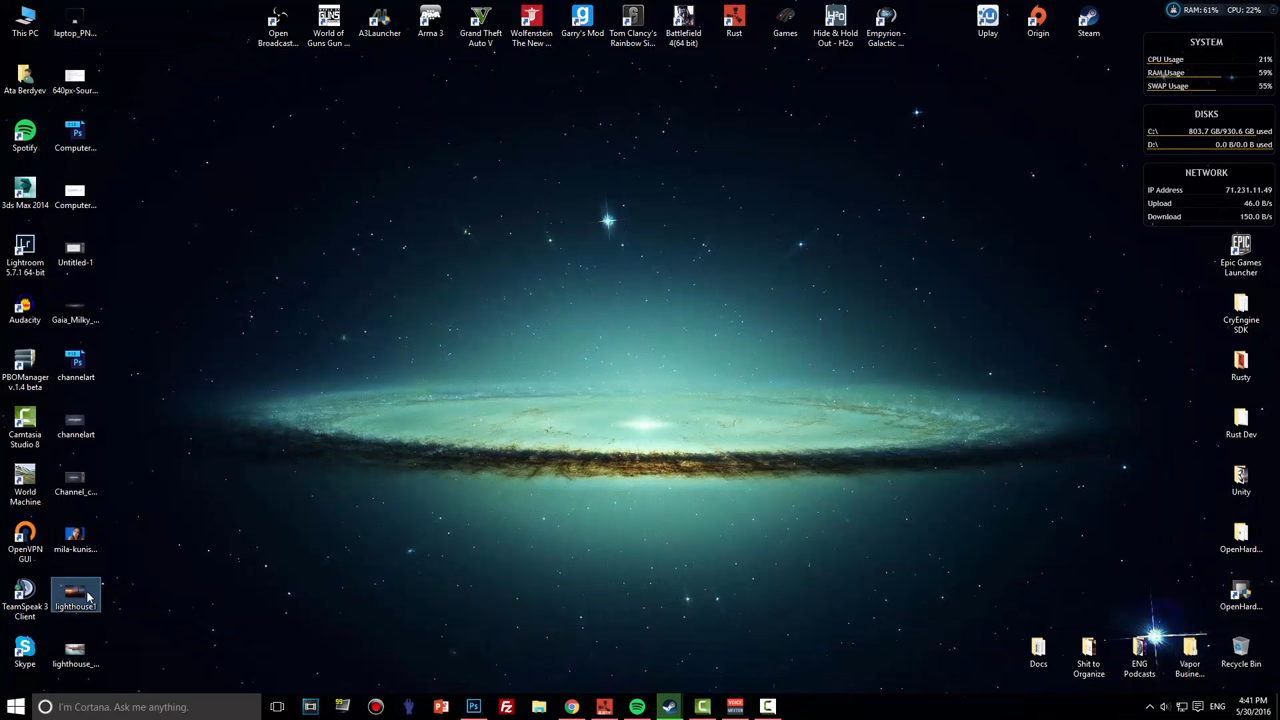 This PC
laptop_PN...
Open
Broadcast...
World of
Guns Gun ...
A3Launcher
Arma 3
Grand Theft
Auto V
Wolfenstein
The New ...
Garry's Mod
Tom Clancy's
Rainbow Si...
Battlefield
4(64 bit)
Rust
Games
Hide & Hold
Out - H2o
Empyrion -
Galactic ...
Uplay
Origin
Steam
RAM: 61%
CPU: 22%
SYSTEM
CPU Usage 21%
RAM Usage 59%
SWAP Usage 55%
DISKS
C:\ 803.7 GB/930.6 GB used
D:\ 0.0 B/0.0 B used
NETWORK
IP Address 71.231.11.49
Upload 46.0 B/s
Download 150.0 B/s
Ata Berdyev
640px-Sour...
Spotify
Computer...
3ds Max 2014
Computer...
Lightroom
5.7.1 64-bit
Untitled-1
Audacity
Gaia_Milky_...
PBOManager
v.1.4 beta
channelart
Camtasia
Studio 8
channelart
World
Machine
Channel_c...
OpenVPN
GUI
mila-kunis...
TeamSpeak 3
Client
lighthouse1
Skype
lighthouse_...
Epic Games
Launcher
CryEngine
SDK
Rusty
Rust Dev
Unity
OpenHard...
OpenHard...
Docs
Shit to
Organize
ENG
Podcasts
Vapor
Busine...
Recycle Bin
I'm Cortana. Ask me anything.
ENG
4:41 PM
5/30/2016